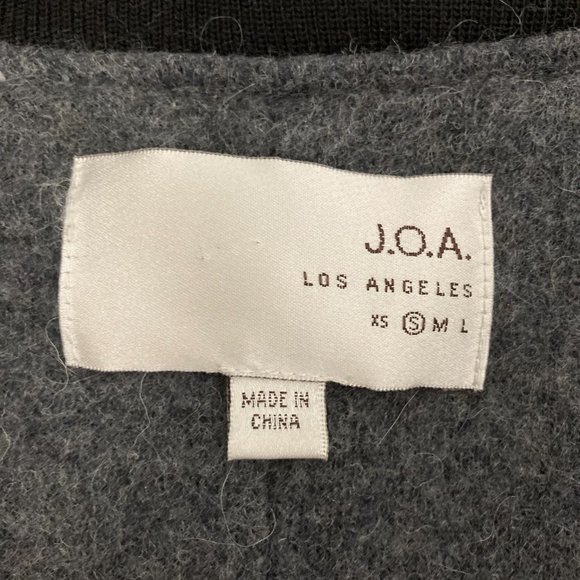 J.O.A.
LOS ANGELES
XS S M L
MADE IN
CHINA